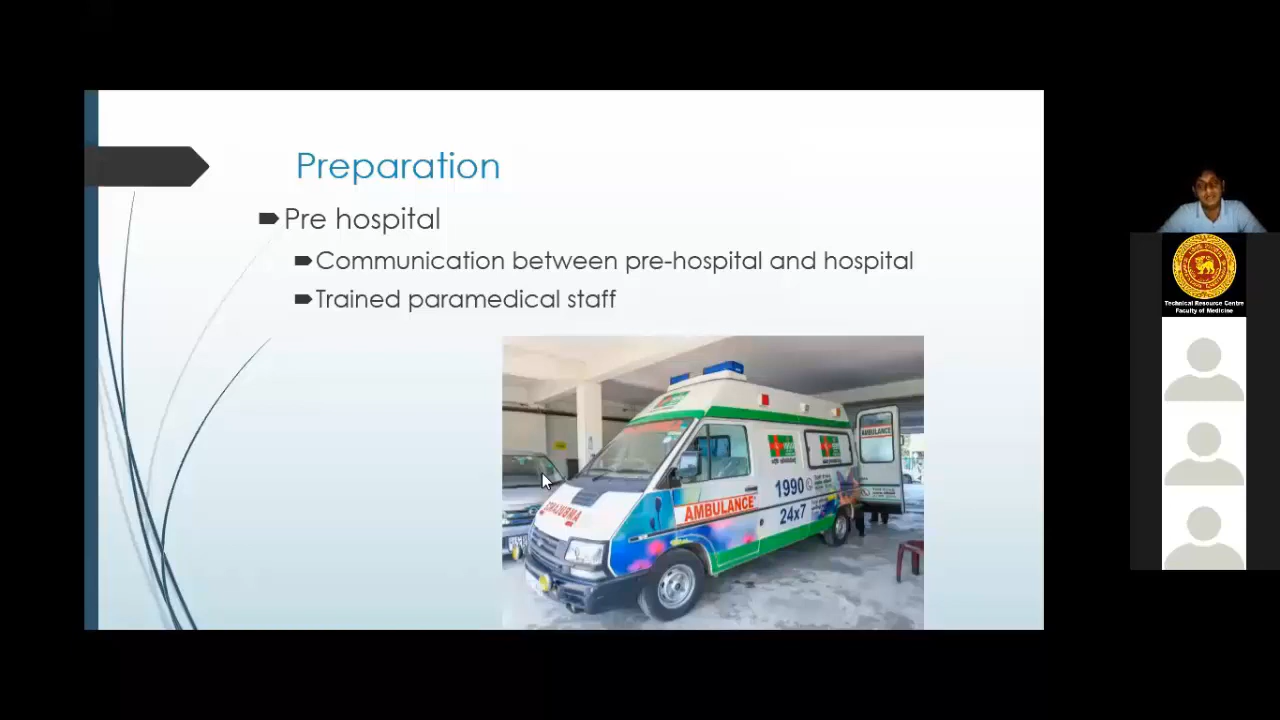 Preparation
Pre hospital
Communication between pre-hospital and hospital
Trained paramedical staff
AMBULANCE
1990
AMBULANCE
24x7
Technical Resource Centre
Faculty of Medicine